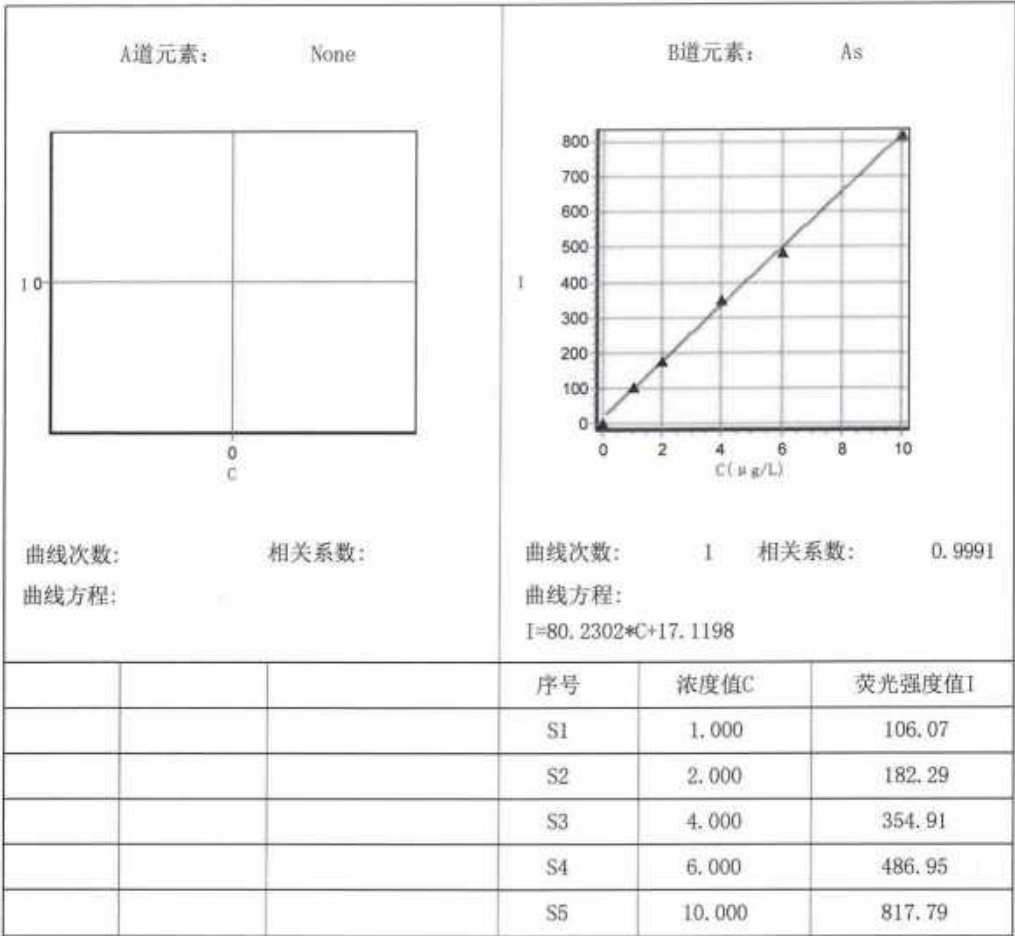 A道元素: None
I 0
0
C
曲线次数: 相关系数:
曲线方程:
B道元素: As
800
700
600
500
I
400
300
200
100
0
0 2 4 6 8 10
C(μg/L)
曲线次数: 1 相关系数: 0.9991
曲线方程:
I=80.2302*C+17.1198
序号 浓度值C 荧光强度值I
S1 1.000 106.07
S2 2.000 182.29
S3 4.000 354.91
S4 6.000 486.95
S5 10.000 817.79